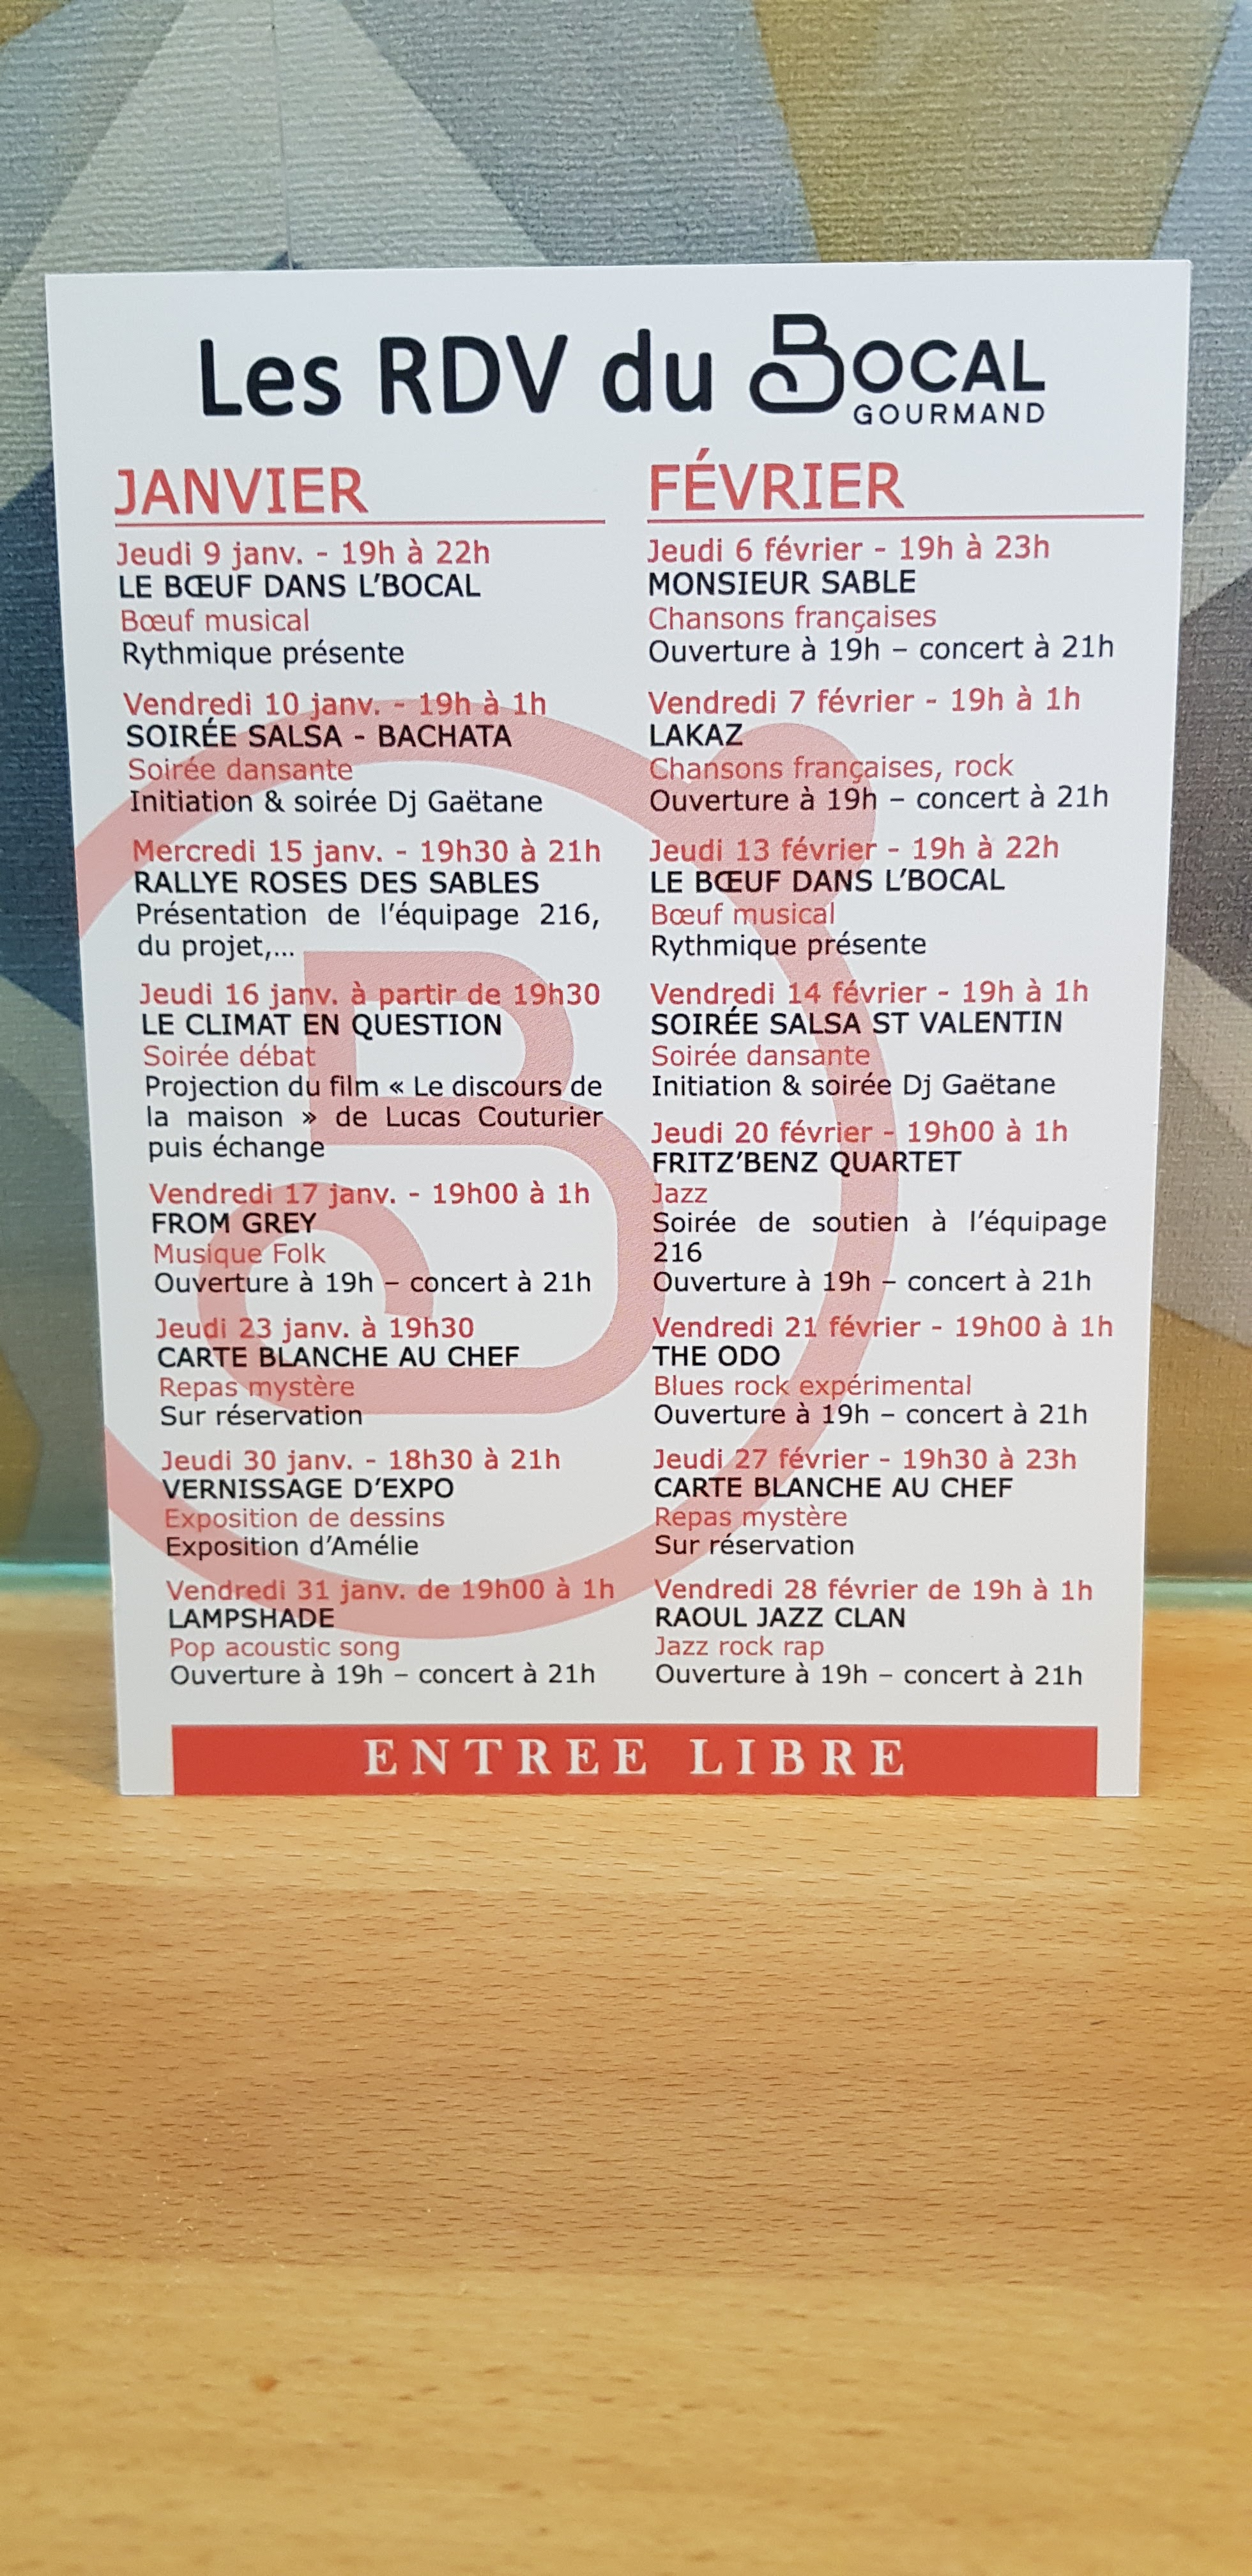 Les RDV du BOCAL
GOURMAND
JANVIER
Jeudi 9 janv. - 19h à 22h
LE BŒUF DANS L'BOCAL
Bœuf musical
Rythmique présente
Vendredi 10 janv. - 19h à 1h
SOIRÉE SALSA - BACHATA
Soirée dansante
Initiation & soirée Dj Gaëtane
Mercredi 15 janv. - 19h30 à 21h
RALLYE ROSES DES SABLES
Présentation de l'équipage 216,
du projet,...
Jeudi 16 janv. à partir de 19h30
LE CLIMAT EN QUESTION
Soirée débat
Projection du film « Le discours de
la maison » de Lucas Couturier
puis échange
Vendredi 17 janv. - 19h00 à 1h
FROM GREY
Musique Folk
Ouverture à 19h – concert à 21h
Jeudi 23 janv. à 19h30
CARTE BLANCHE AU CHEF
Repas mystère
Sur réservation
Jeudi 30 janv. - 18h30 à 21h
VERNISSAGE D'EXPO
Exposition de dessins
Exposition d'Amélie
Vendredi 31 janv. de 19h00 à 1h
LAMPSHADE
Pop acoustic song
Ouverture à 19h – concert à 21h
FÉVRIER
Jeudi 6 février - 19h à 23h
MONSIEUR SABLE
Chansons françaises
Ouverture à 19h – concert à 21h
Vendredi 7 février - 19h à 1h
LAKAZ
Chansons françaises, rock
Ouverture à 19h – concert à 21h
Jeudi 13 février - 19h à 22h
LE BŒUF DANS L'BOCAL
Bœuf musical
Rythmique présente
Vendredi 14 février - 19h à 1h
SOIRÉE SALSA ST VALENTIN
Soirée dansante
Initiation & soirée Dj Gaëtane
Jeudi 20 février - 19h00 à 1h
FRITZ'BENZ QUARTET
Jazz
Soirée de soutien à l'équipage
216
Ouverture à 19h – concert à 21h
Vendredi 21 février - 19h00 à 1h
THE ODO
Blues rock expérimental
Ouverture à 19h – concert à 21h
Jeudi 27 février - 19h30 à 23h
CARTE BLANCHE AU CHEF
Repas mystère
Sur réservation
Vendredi 28 février de 19h à 1h
RAOUL JAZZ CLAN
Jazz rock rap
Ouverture à 19h – concert à 21h
ENTREE LIBRE